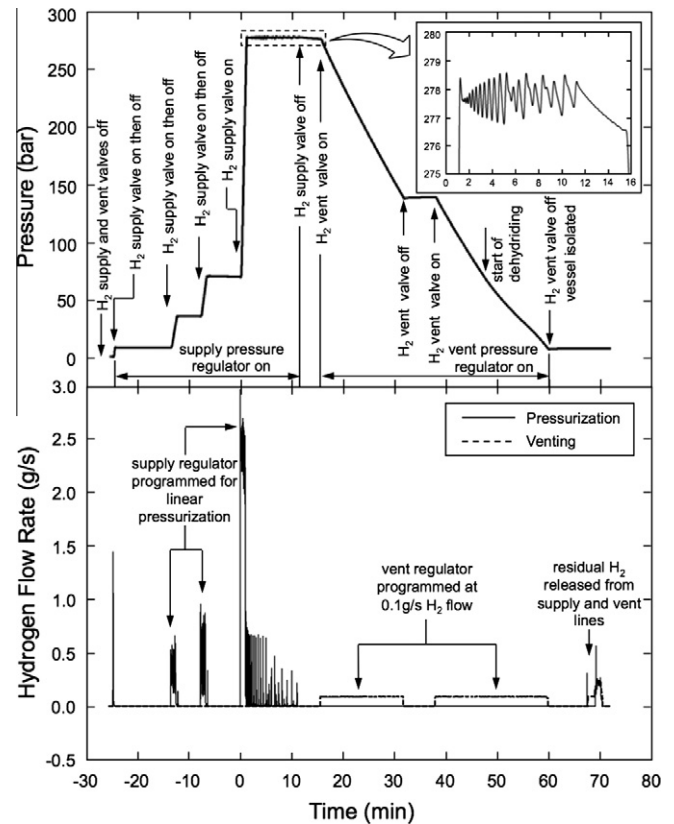 300
250
200
150
100
50
0
Pressure (bar)
H2 supply and vent valves off
H2 supply valve on then off
H2 supply valve on then off
H2 supply valve on then off
H2 supply valve on
H2 supply valve off
H2 vent valve on
H2 vent valve off
H2 vent valve on
start of
dehydriding
H2 vent valve off
vessel isolated
supply pressure
regulator on
vent pressure
regulator on
280
279
278
277
276
275
0 2 4 6 8 10 12 14 16
3.0
2.5
2.0
1.5
1.0
0.5
0.0
-0.5
Hydrogen Flow Rate (g/s)
Pressurization
Venting
supply regulator
programmed for
linear
pressurization
vent regulator
programmed at
0.1g/s H2 flow
residual H2
released from
supply and vent
lines
-30 -20 -10 0 10 20 30 40 50 60 70 80
Time (min)